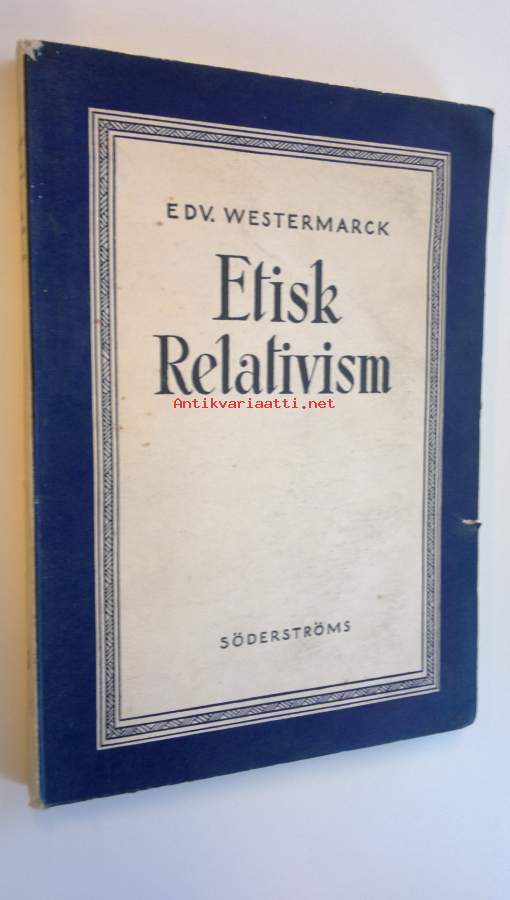 EDV. WESTERMARCK
Etisk
Relativism
Antikvariaatti.net
SÖDERSTRÖMS